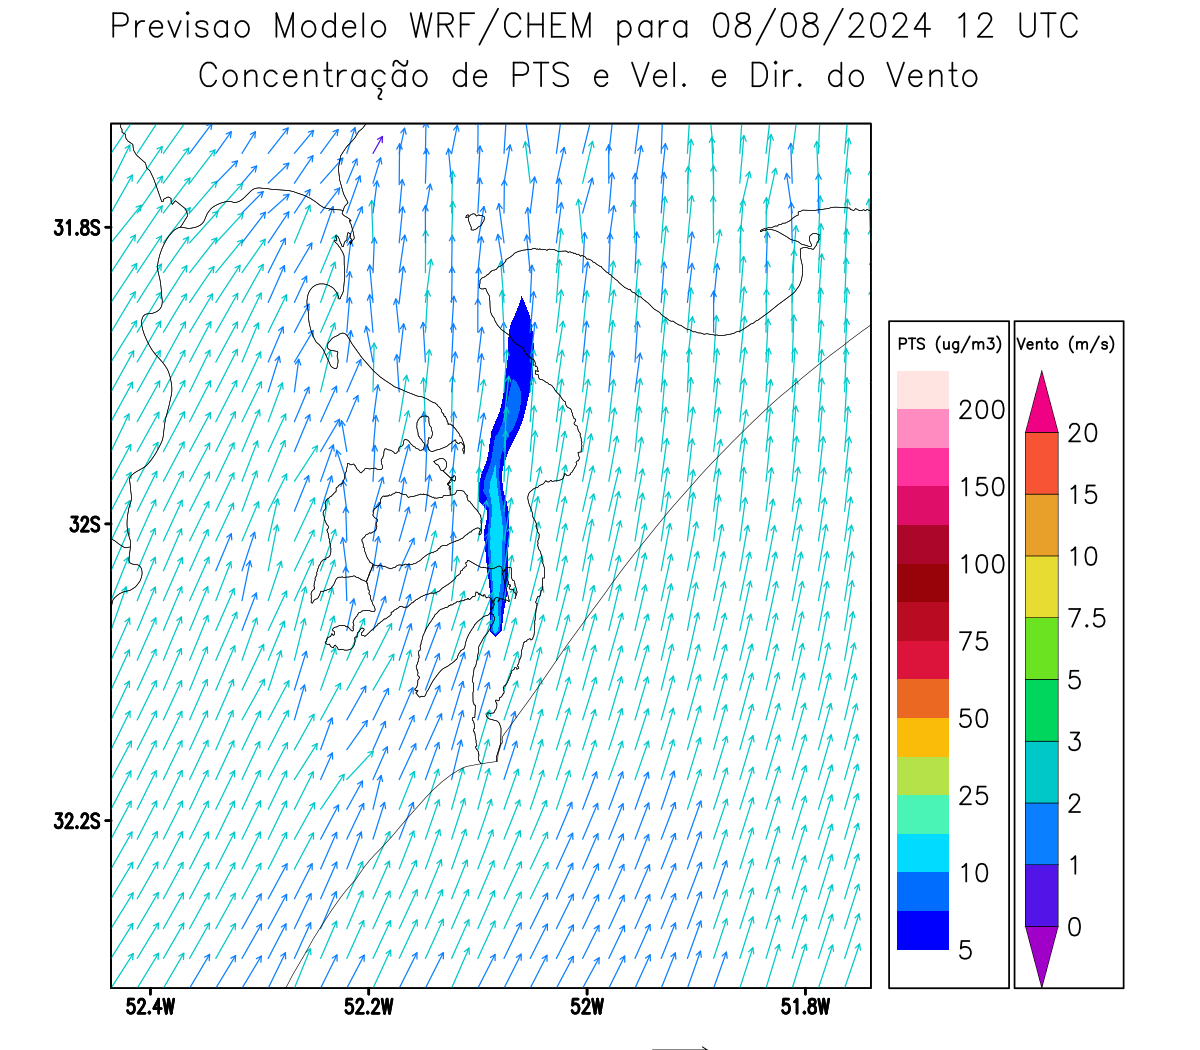 Previsao Modelo WRF/CHEM para 08/08/2024 12 UTC
Concentração de PTS e Vel. e Dir. do Vento
31.8S
32S
32.2S
52.4W
52.2W
52W
51.8W
PTS (ug/m3)
200
150
100
75
50
25
10
5
Vento (m/s)
20
15
10
7.5
5
3
2
1
0